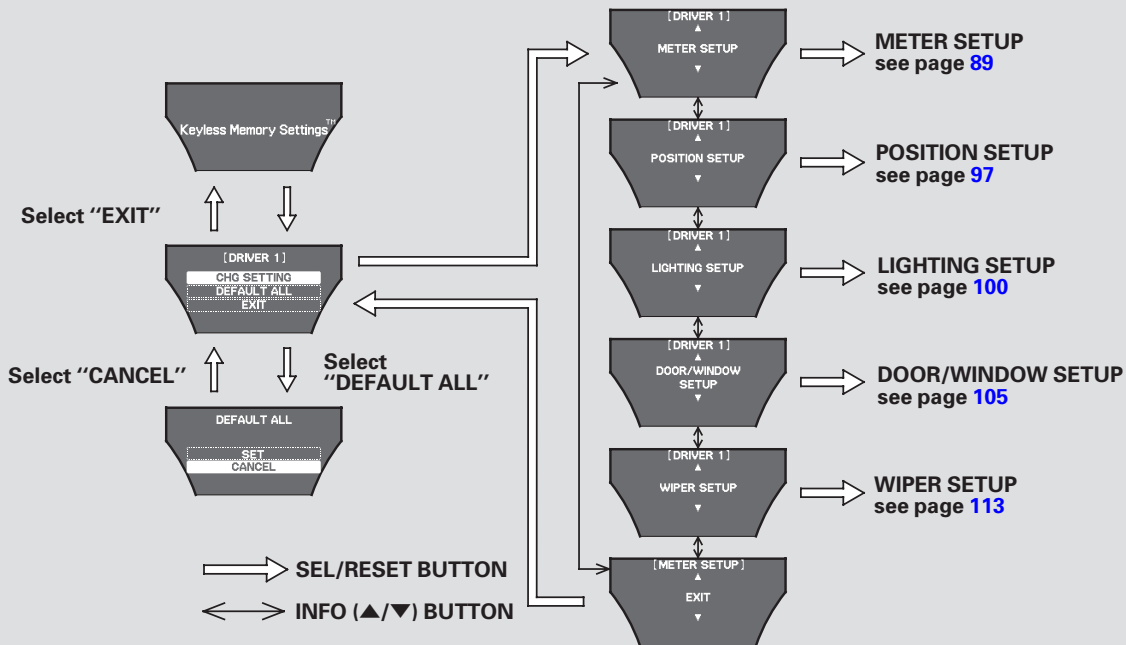 Keyless Memory Settings™
Select "EXIT"
[DRIVER 1]
CHG SETTING
DEFAULT ALL
EXIT
Select "CANCEL"
Select
"DEFAULT ALL"
DEFAULT ALL
SET
CANCEL
SEL/RESET BUTTON
INFO (▲/▼) BUTTON
[DRIVER 1]
▲
METER SETUP
▼
METER SETUP
see page 89
[DRIVER 1]
▲
POSITION SETUP
▼
POSITION SETUP
see page 97
[DRIVER 1]
▲
LIGHTING SETUP
▼
LIGHTING SETUP
see page 100
[DRIVER 1]
▲
DOOR/WINDOW
SETUP
▼
DOOR/WINDOW SETUP
see page 105
[DRIVER 1]
▲
WIPER SETUP
▼
WIPER SETUP
see page 113
[METER SETUP]
▲
EXIT
▼